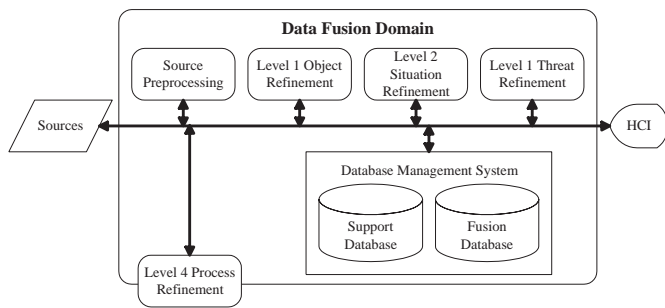 Data Fusion Domain
Source
Preprocessing
Level 1 Object
Refinement
Level 2
Situation
Refinement
Level 1 Threat
Refinement
Sources
HCI
Database Management System
Support
Database
Fusion
Database
Level 4 Process
Refinement